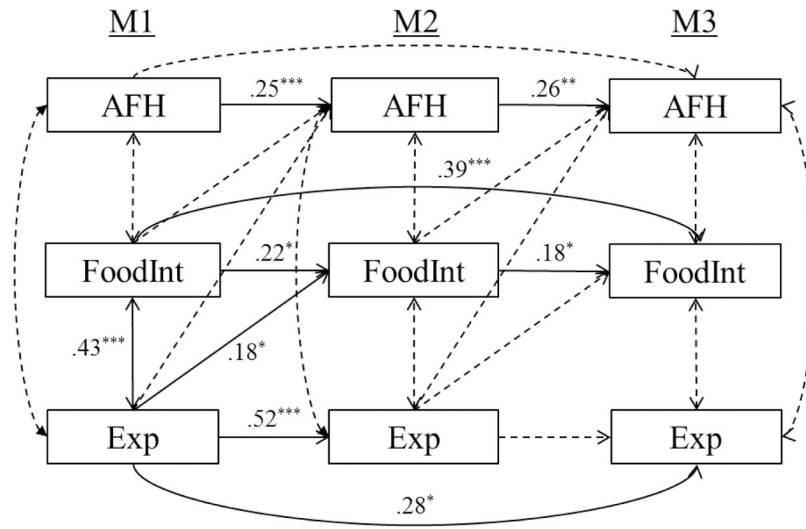 M1 M2 M3
AFH .25*** AFH .26** AFH
.39***
FoodInt .22* FoodInt .18* FoodInt
.43*** .18*
Exp .52*** Exp Exp
.28*